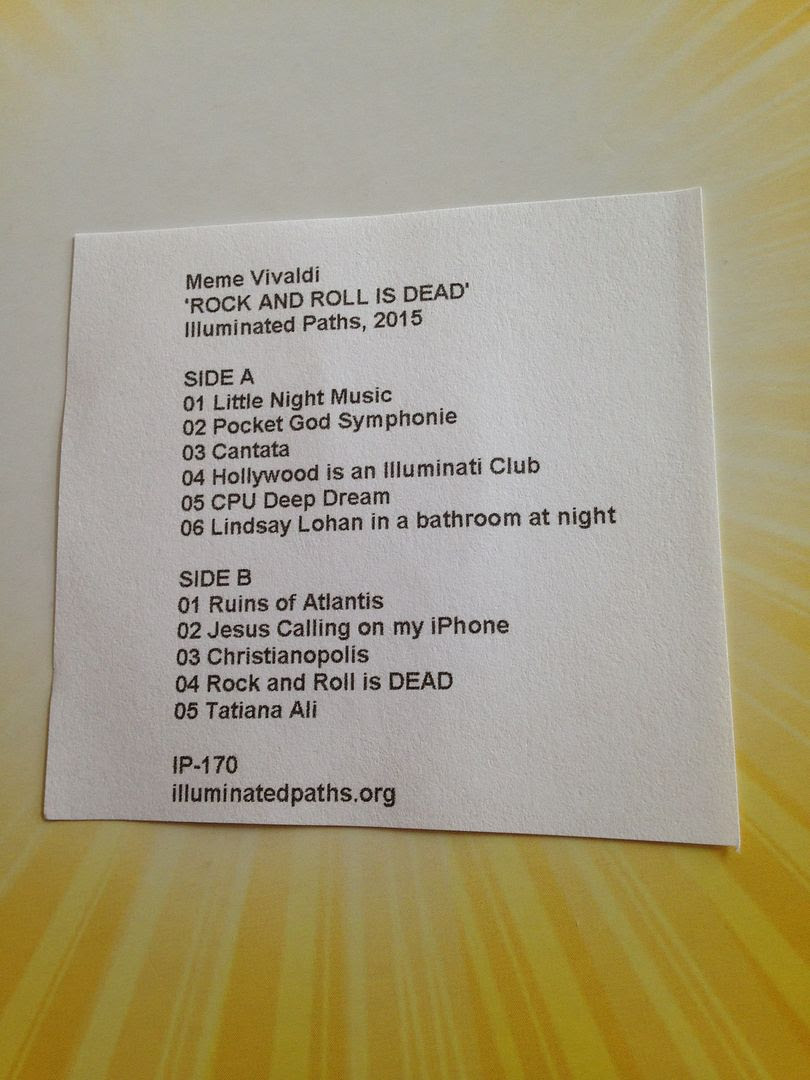 Meme Vivaldi
'ROCK AND ROLL IS DEAD'
Illuminated Paths, 2015
SIDE A
01 Little Night Music
02 Pocket God Symphonie
03 Cantata
04 Hollywood is an Illuminati Club
05 CPU Deep Dream
06 Lindsay Lohan in a bathroom at night
SIDE B
01 Ruins of Atlantis
02 Jesus Calling on my iPhone
03 Christianopolis
04 Rock and Roll is DEAD
05 Tatiana Ali
IP-170
illuminatedpaths.org